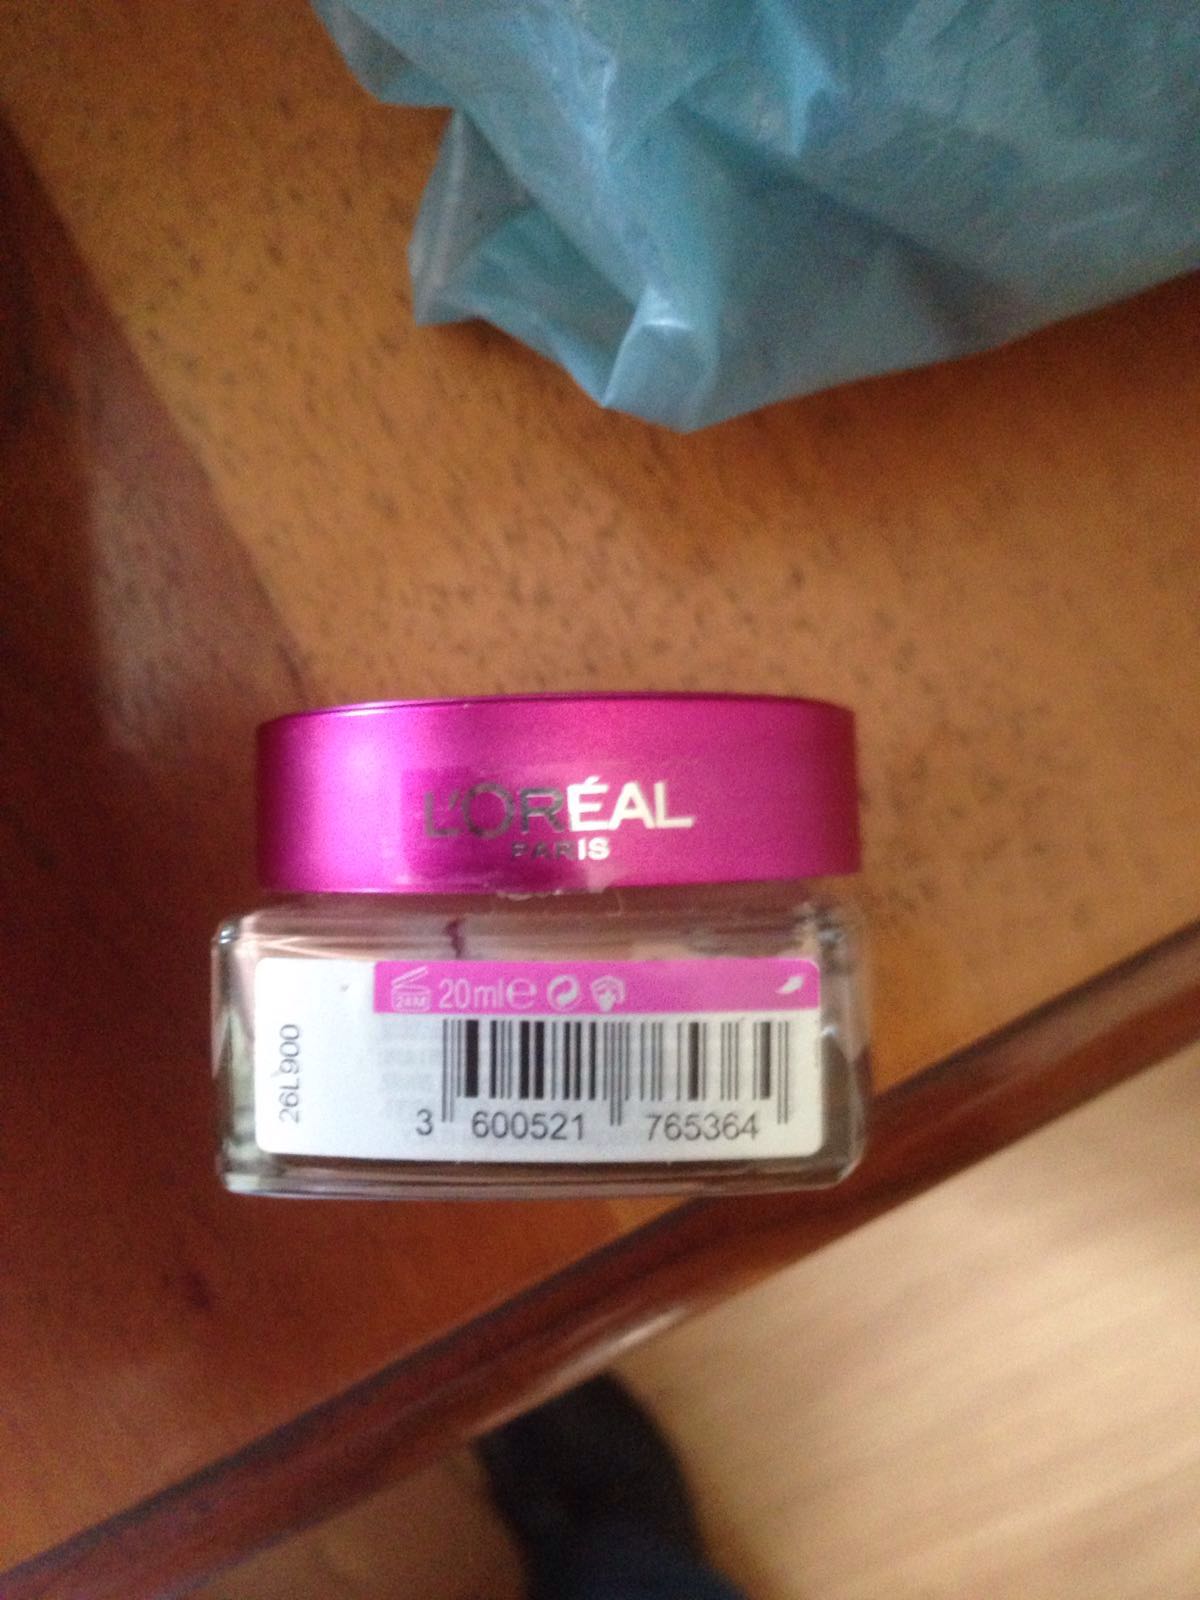 L'ORÉAL
PARIS
24M 20ml℮
26L900
3 600521 765364